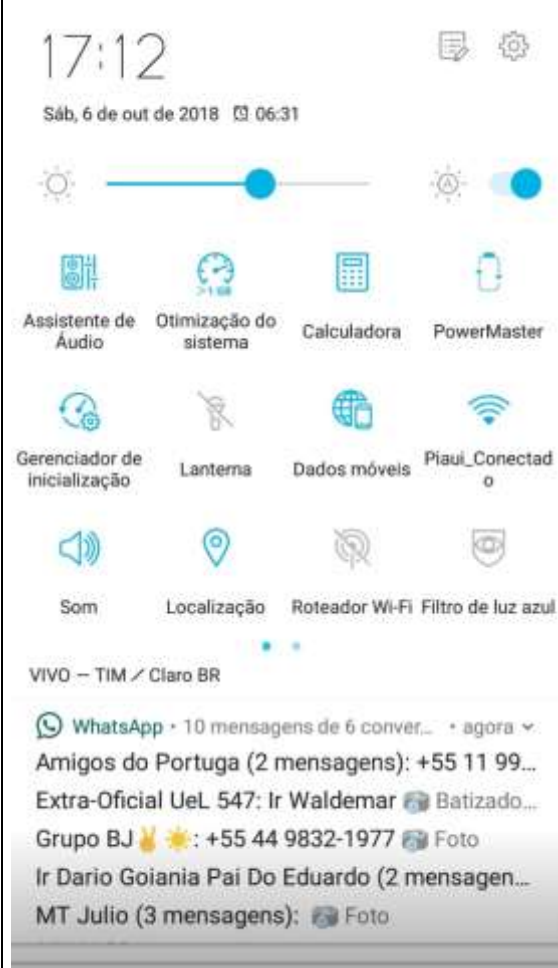 17:12
Sáb, 6 de out de 2018 06:31
A
>1 GB
Assistente de Áudio
Otimização do sistema
Calculadora
PowerMaster
Gerenciador de inicialização
Lanterna
Dados móveis
Piaui_Conectado
Som
Localização
Roteador Wi-Fi
Filtro de luz azul
VIVO — TIM / Claro BR
WhatsApp • 10 mensagens de 6 conver... • agora
Amigos do Portuga (2 mensagens): +55 11 99...
Extra-Oficial UeL 547: Ir Waldemar 📷 Batizado...
Grupo BJ✌️☀️: +55 44 9832-1977 📷 Foto
Ir Dario Goiania Pai Do Eduardo (2 mensagen...
MT Julio (3 mensagens): 📷 Foto